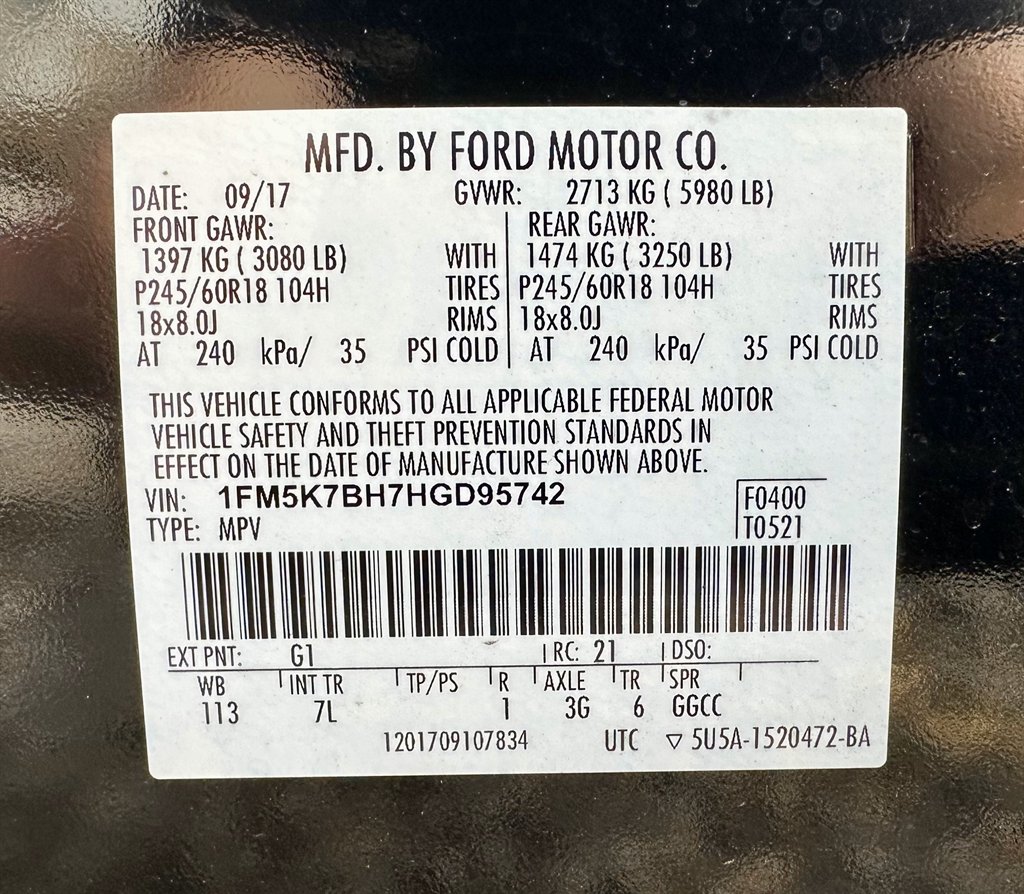 MFD. BY FORD MOTOR CO.
DATE: 09/17 GVWR: 2713 KG ( 5980 LB)
FRONT GAWR: REAR GAWR:
1397 KG ( 3080 LB) WITH 1474 KG ( 3250 LB) WITH
P245/60R18 104H TIRES P245/60R18 104H TIRES
18x8.0J RIMS 18x8.0J RIMS
AT 240 kPa/ 35 PSI COLD AT 240 kPa/ 35 PSI COLD
THIS VEHICLE CONFORMS TO ALL APPLICABLE FEDERAL MOTOR
VEHICLE SAFETY AND THEFT PREVENTION STANDARDS IN
EFFECT ON THE DATE OF MANUFACTURE SHOWN ABOVE.
VIN: 1FM5K7BH7HGD95742 F0400
TYPE: MPV T0521
EXT PNT: G1 RC: 21 DSO:
WB INT TR TP/PS R AXLE TR SPR
113 7L 1 3G 6 GGCC
1201709107834 UTC ▽ 5U5A-1520472-BA